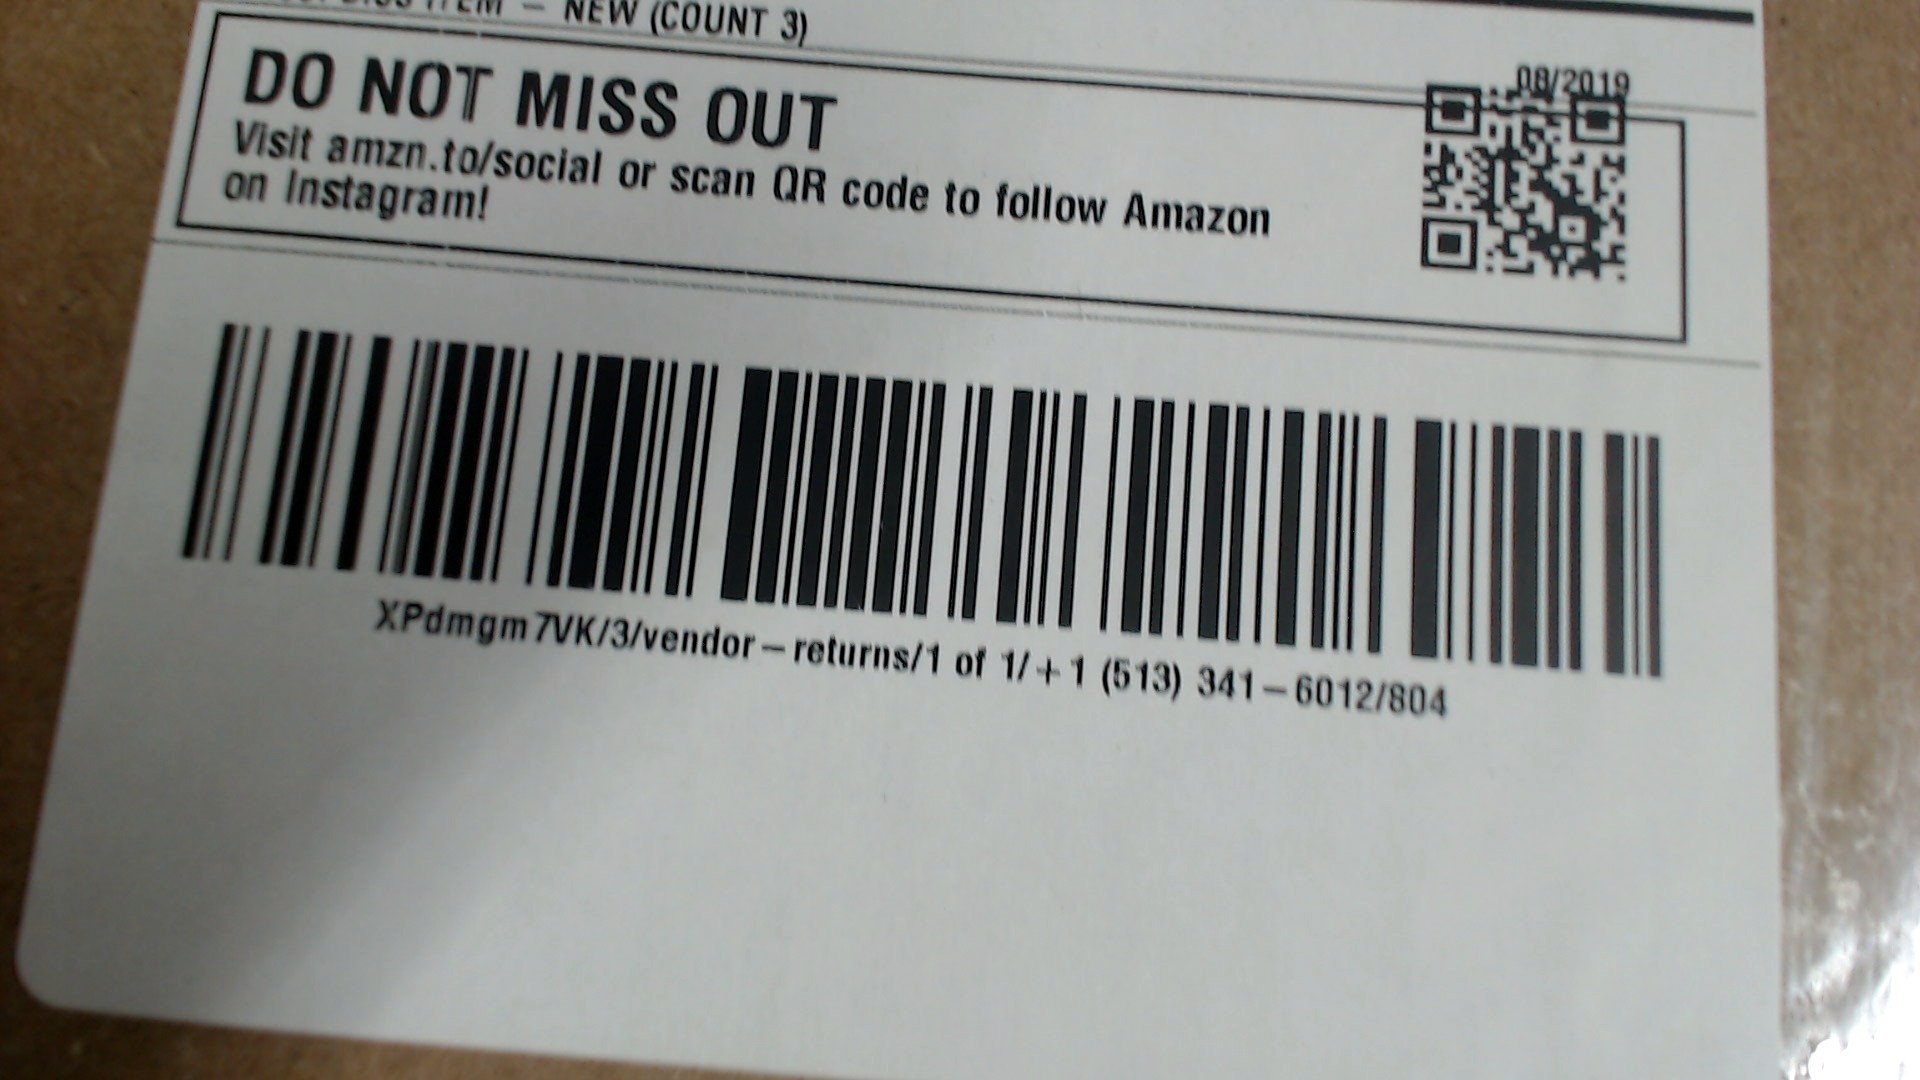 ITEM - NEW (COUNT 3)
08/2019
DO NOT MISS OUT
Visit amzn.to/social or scan QR code to follow Amazon
on Instagram!
XPdmgm7VK/3/vendor-returns/1 of 1/+1 (513) 341-6012/804